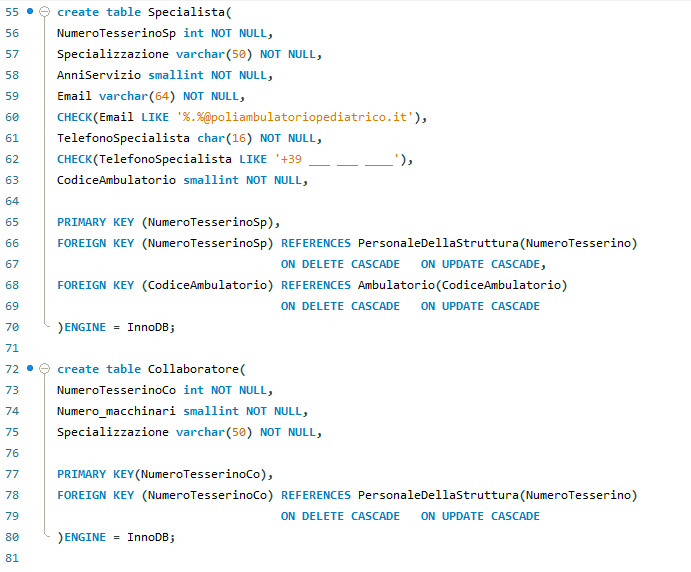 55 create table Specialista(
56 NumeroTesserinoSp int NOT NULL,
57 Specializzazione varchar(50) NOT NULL,
58 AnniServizio smallint NOT NULL,
59 Email varchar(64) NOT NULL,
60 CHECK(Email LIKE '%.%@poliambulatoriopediatrico.it'),
61 TelefonoSpecialista char(16) NOT NULL,
62 CHECK(TelefonoSpecialista LIKE '+39 ___ ___ ____'),
63 CodiceAmbulatorio smallint NOT NULL,
64
65 PRIMARY KEY (NumeroTesserinoSp),
66 FOREIGN KEY (NumeroTesserinoSp) REFERENCES PersonaleDellaStruttura(NumeroTesserino)
67 ON DELETE CASCADE ON UPDATE CASCADE,
68 FOREIGN KEY (CodiceAmbulatorio) REFERENCES Ambulatorio(CodiceAmbulatorio)
69 ON DELETE CASCADE ON UPDATE CASCADE
70 )ENGINE = InnoDB;
71
72 create table Collaboratore(
73 NumeroTesserinoCo int NOT NULL,
74 Numero_macchinari smallint NOT NULL,
75 Specializzazione varchar(50) NOT NULL,
76
77 PRIMARY KEY(NumeroTesserinoCo),
78 FOREIGN KEY (NumeroTesserinoCo) REFERENCES PersonaleDellaStruttura(NumeroTesserino)
79 ON DELETE CASCADE ON UPDATE CASCADE
80 )ENGINE = InnoDB;
81